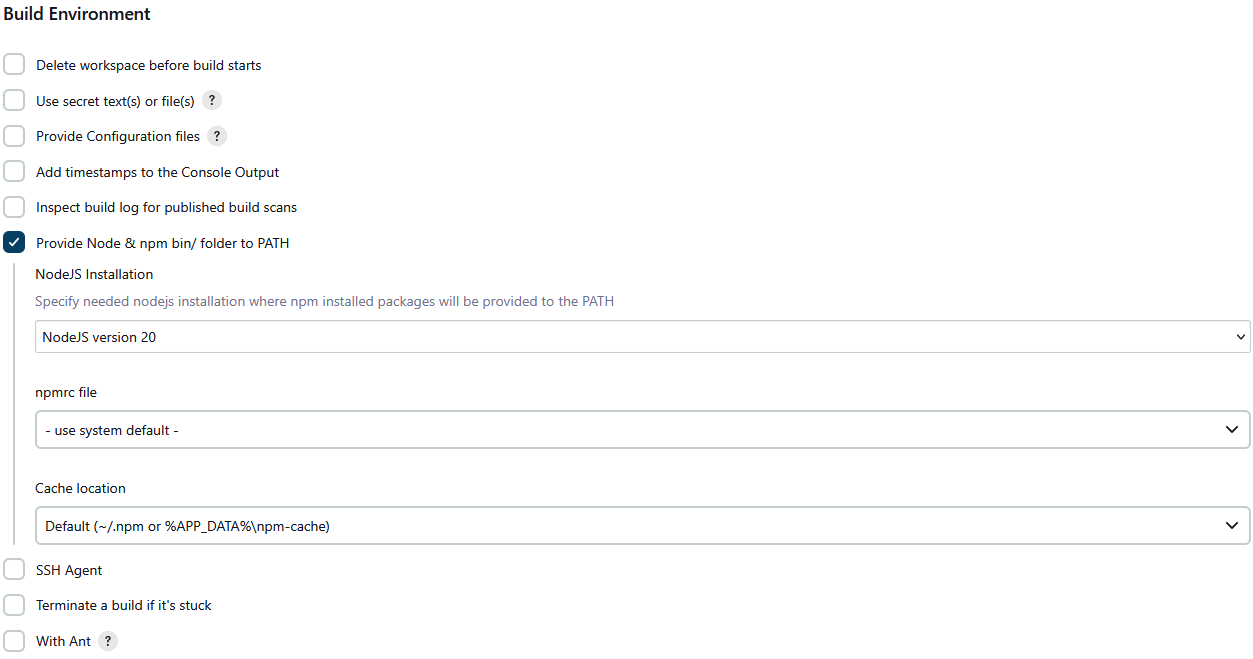 Build Environment
Delete workspace before build starts
Use secret text(s) or file(s) ?
Provide Configuration files ?
Add timestamps to the Console Output
Inspect build log for published build scans
Provide Node & npm bin/ folder to PATH
NodeJS Installation
Specify needed nodejs installation where npm installed packages will be provided to the PATH
NodeJS version 20
npmrc file
- use system default -
Cache location
Default (~/.npm or %APP_DATA%\npm-cache)
SSH Agent
Terminate a build if it's stuck
With Ant ?